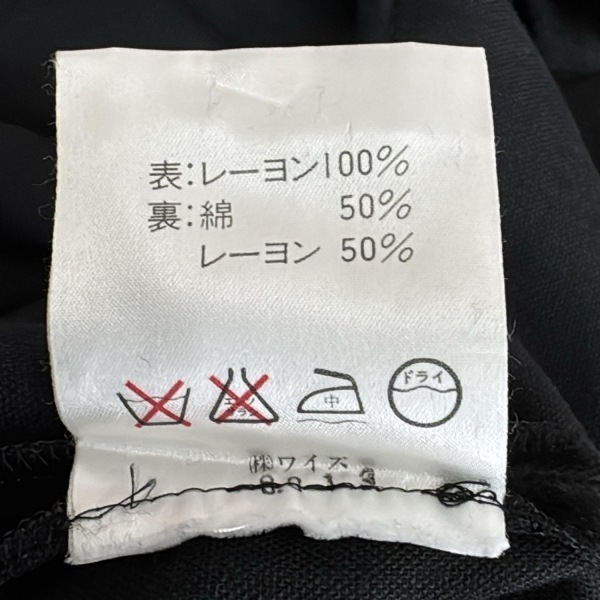 表:レーヨン100%
裏:綿 50%
レーヨン 50%
中
ドライ
㈱ワイズ